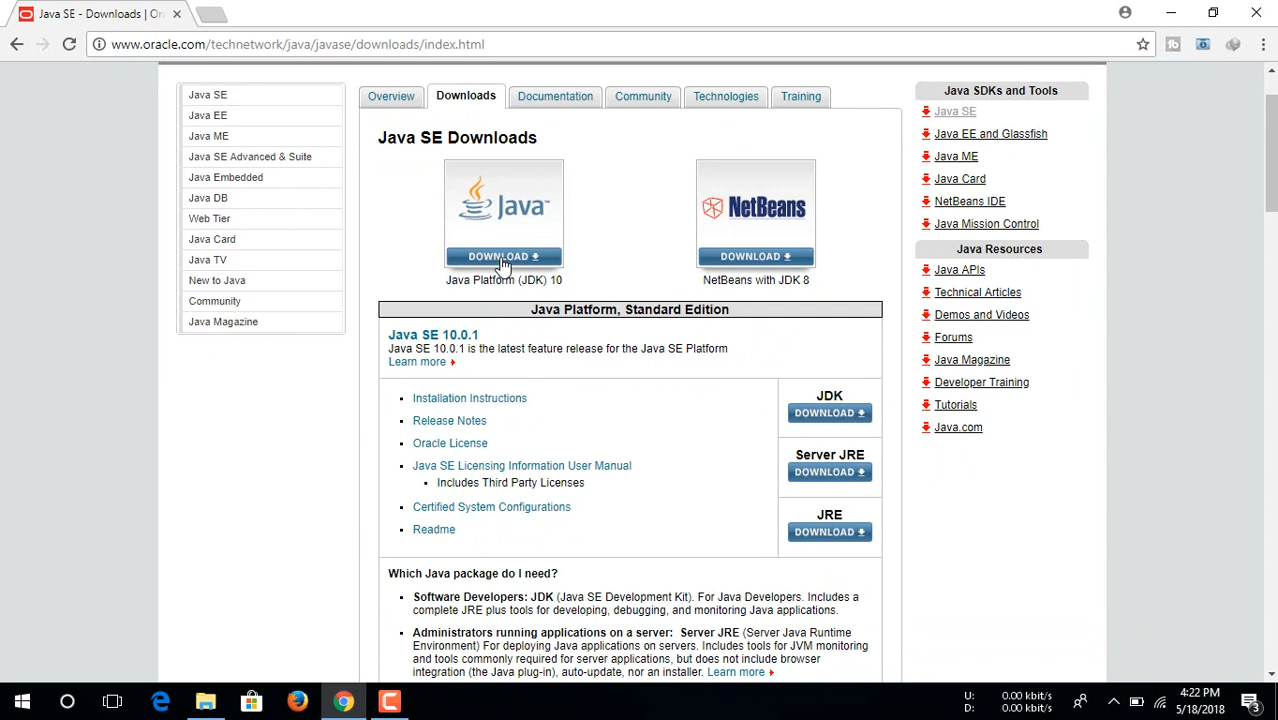 Java SE - Downloads | Ora
www.oracle.com/technetwork/java/javase/downloads/index.html
Java SE
Java EE
Java ME
Java SE Advanced & Suite
Java Embedded
Java DB
Web Tier
Java Card
Java TV
New to Java
Community
Java Magazine
Overview
Downloads
Documentation
Community
Technologies
Training
Java SE Downloads
Java
DOWNLOAD
Java Platform (JDK) 10
NetBeans
DOWNLOAD
NetBeans with JDK 8
Java Platform, Standard Edition
Java SE 10.0.1
Java SE 10.0.1 is the latest feature release for the Java SE Platform
Learn more
Installation Instructions
Release Notes
Oracle License
Java SE Licensing Information User Manual
Includes Third Party Licenses
Certified System Configurations
Readme
JDK
DOWNLOAD
Server JRE
DOWNLOAD
JRE
DOWNLOAD
Which Java package do I need?
Software Developers: JDK (Java SE Development Kit). For Java Developers. Includes a
complete JRE plus tools for developing, debugging, and monitoring Java applications.
Administrators running applications on a server: Server JRE (Server Java Runtime
Environment) For deploying Java applications on servers. Includes tools for JVM monitoring
and tools commonly required for server applications, but does not include browser
integration (the Java plug-in), auto-update, nor an installer. Learn more
Java SDKs and Tools
Java SE
Java EE and Glassfish
Java ME
Java Card
NetBeans IDE
Java Mission Control
Java Resources
Java APIs
Technical Articles
Demos and Videos
Forums
Java Magazine
Developer Training
Tutorials
Java.com
U: 0.00 kbit/s
D: 0.00 kbit/s
4:22 PM
5/18/2018
3